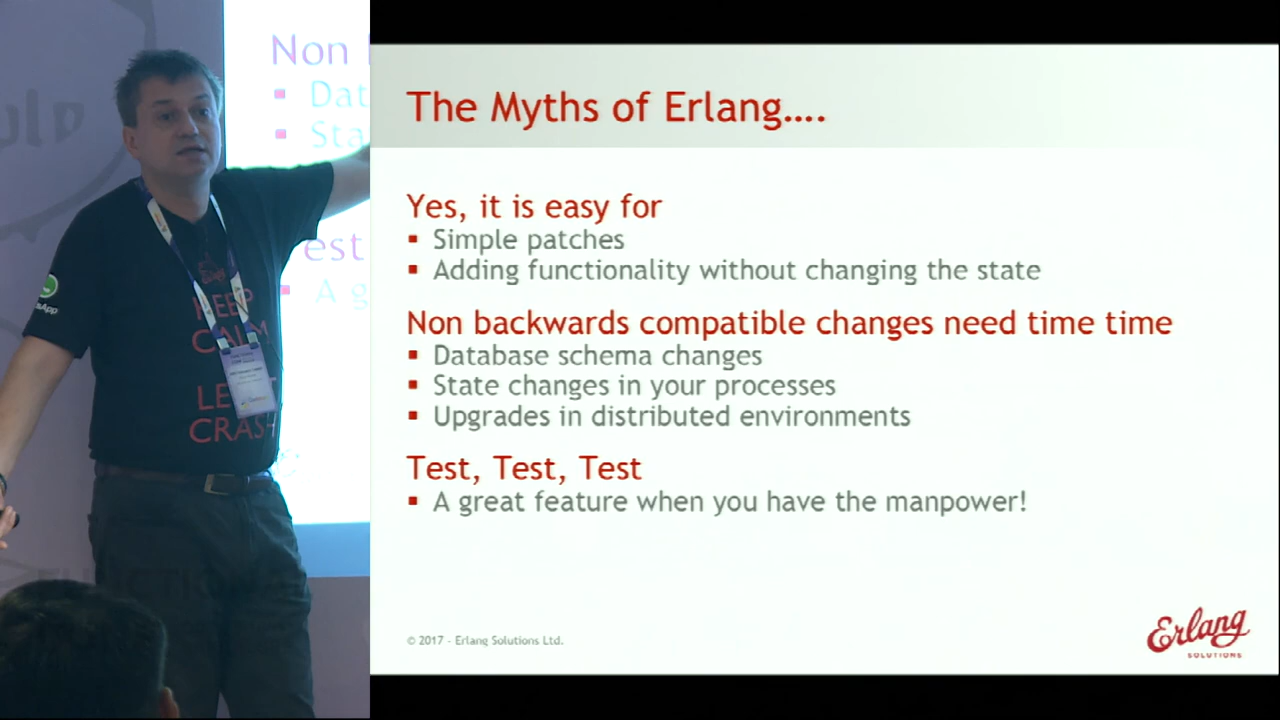 Non
Dat
Sta
est
A g
KEEP
CALM
CRASH
The Myths of Erlang....
Yes, it is easy for
▪ Simple patches
▪ Adding functionality without changing the state
Non backwards compatible changes need time time
▪ Database schema changes
▪ State changes in your processes
▪ Upgrades in distributed environments
Test, Test, Test
▪ A great feature when you have the manpower!
© 2017 - Erlang Solutions Ltd.
Erlang
SOLUTIONS